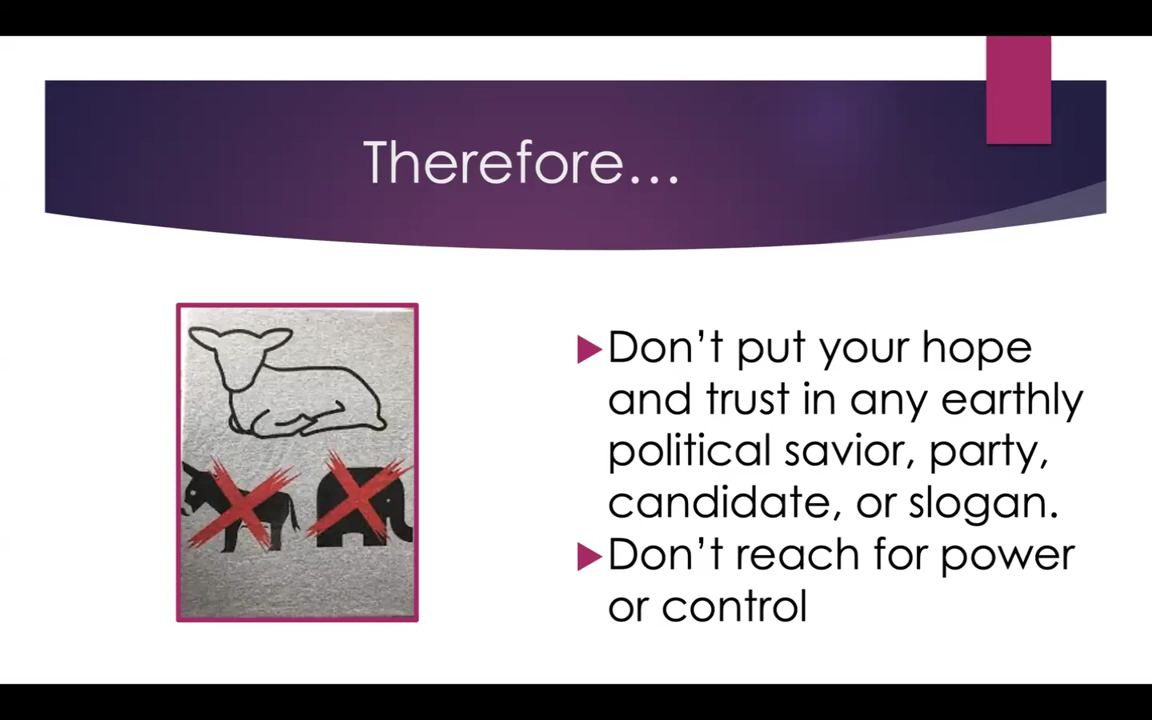 Therefore…
Don’t put your hope
and trust in any earthly
political savior, party,
candidate, or slogan.
Don’t reach for power
or control